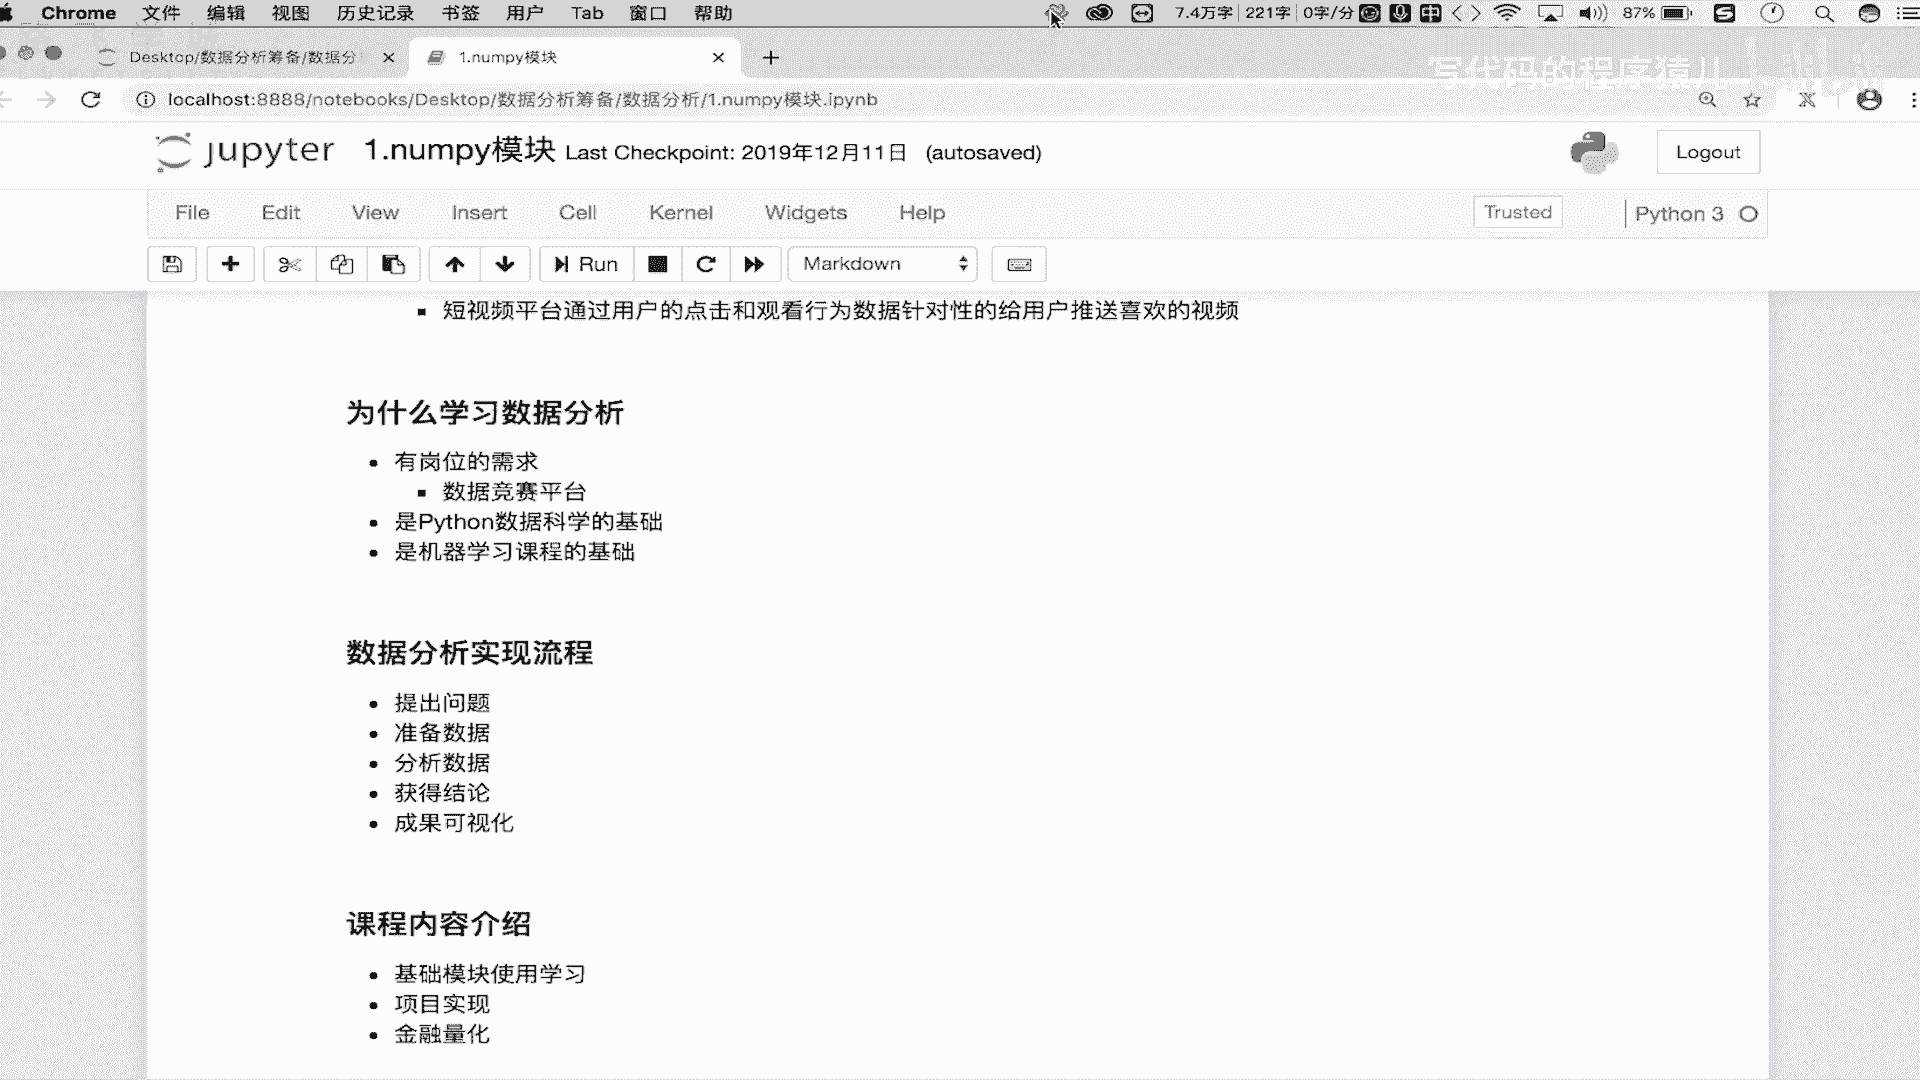 Chrome 文件 编辑 视图 历史记录 书签 用户 Tab 窗口 帮助 7.4万字 221字 0字/分 中 87%
Desktop/数据分析筹备/数据分 1.numpy模块
写代码的程序猿儿 bilibili
localhost:8888/notebooks/Desktop/数据分析筹备/数据分析/1.numpy模块.ipynb
jupyter 1.numpy模块 Last Checkpoint: 2019年12月11日 (autosaved) Logout
File Edit View Insert Cell Kernel Widgets Help Trusted Python 3
Run Markdown
短视频平台通过用户的点击和观看行为数据针对性的给用户推送喜欢的视频
为什么学习数据分析
有岗位的需求
数据竞赛平台
是Python数据科学的基础
是机器学习课程的基础
数据分析实现流程
提出问题
准备数据
分析数据
获得结论
成果可视化
课程内容介绍
基础模块使用学习
项目实现
金融量化